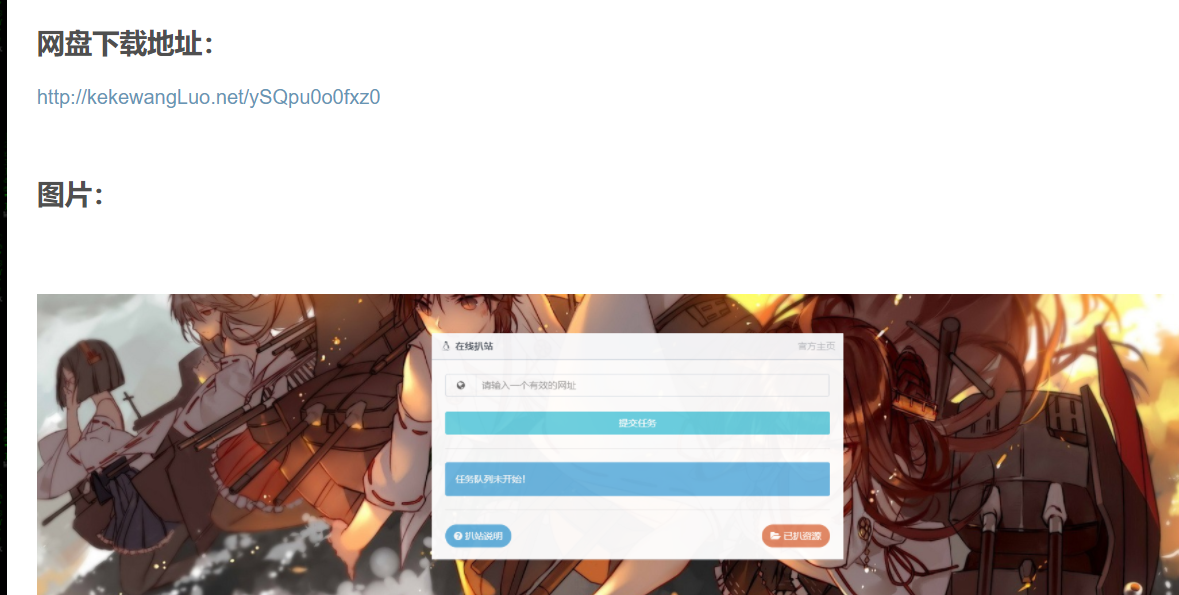 网盘下载地址：
http://kekewangLuo.net/ySQpu0o0fxz0
图片：
在线扒站
官方主页
请输入一个有效的网址
提交任务
任务队列未开始！
扒站说明
已扒资源